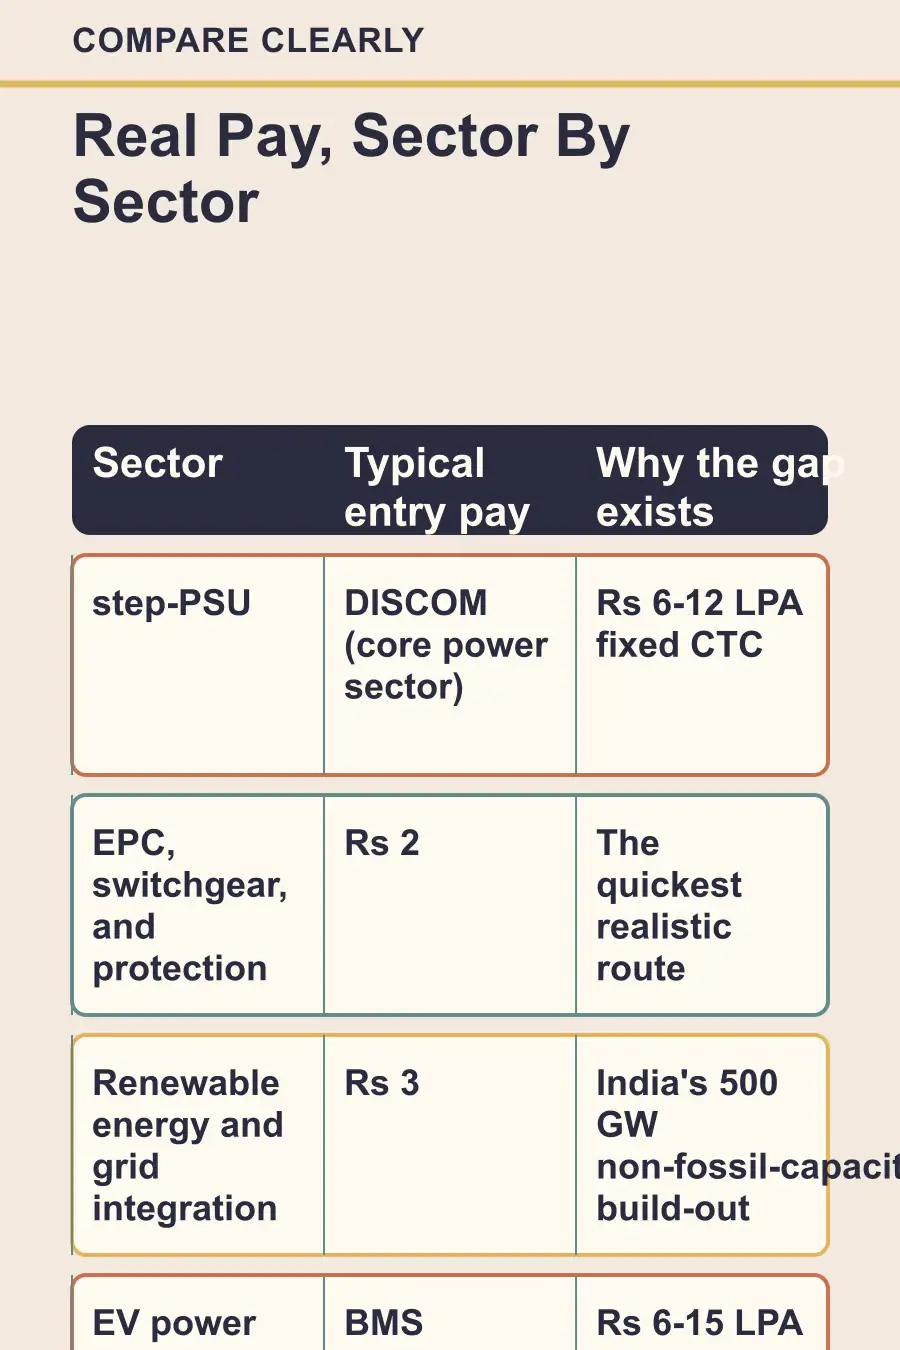 COMPARE CLEARLY
Real Pay, Sector By
Sector
Sector
Typical
entry pay
Why the gap
exists
step-PSU
DISCOM
(core power
sector)
Rs 6-12 LPA
fixed CTC
EPC,
switchgear,
and
protection
Rs 2
The
quickest
realistic
route
Renewable
energy and
grid
integration
Rs 3
India's 500
GW
non-fossil-capacit
build-out
EV power
BMS
Rs 6-15 LPA